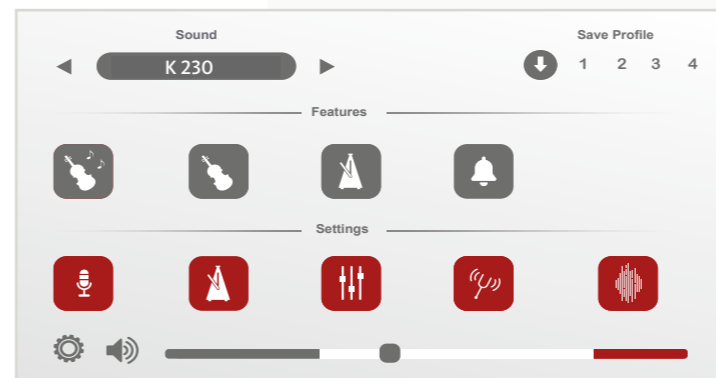 Sound
Save Profile
K 230
1 2 3 4
Features
Settings